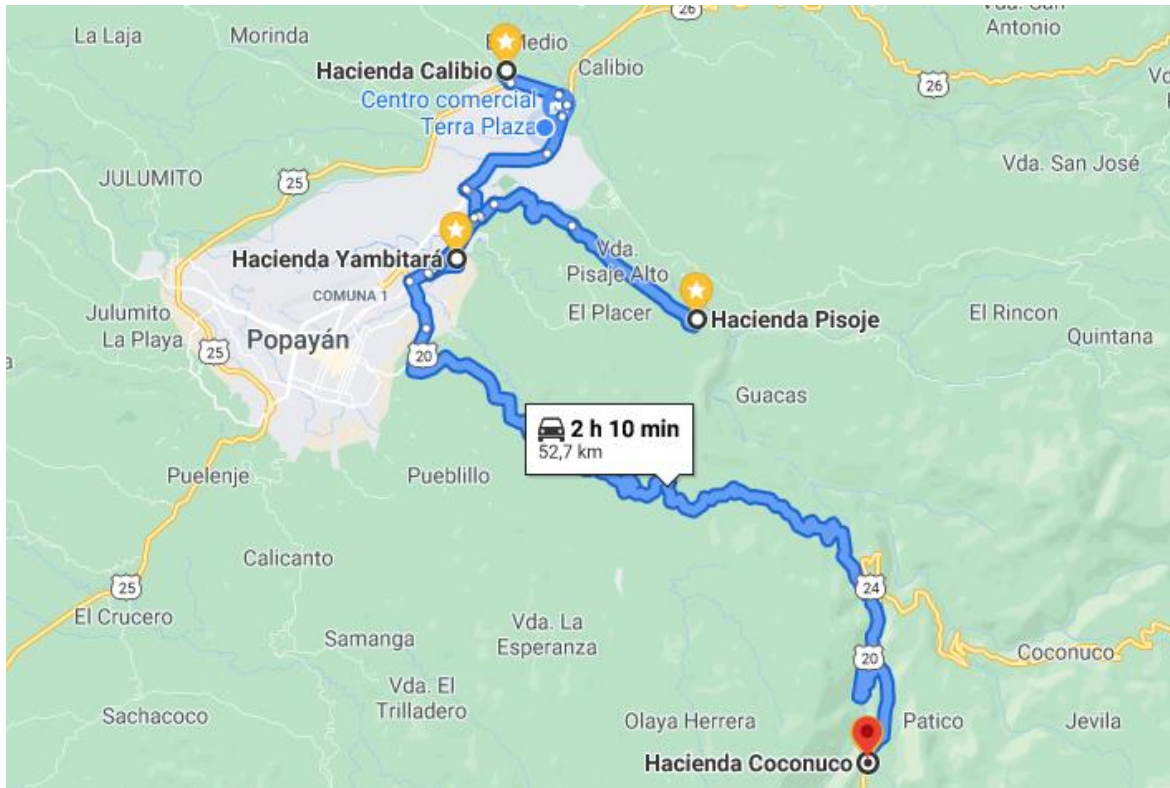 26
Vda. San
Antonio
La Laja
Morinda
El Medio
Hacienda Calibio
Calibio
26
Centro comercial
Terra Plaza
Vda. San José
JULUMITO
25
Hacienda Yambitará
Vda.
Pisaje Alto
COMUNA 1
El Placer
Hacienda Pisoje
El Rincon
Julumito
La Playa
Quintana
25
Popayán
20
Guacas
2 h 10 min
52,7 km
Puelenje
Pueblillo
Calicanto
25
24
El Crucero
Samanga
Vda. La
Esperanza
20
Coconuco
Vda. El
Trilladero
Sachacoco
Olaya Herrera
Patico
Jevila
Hacienda Coconuco